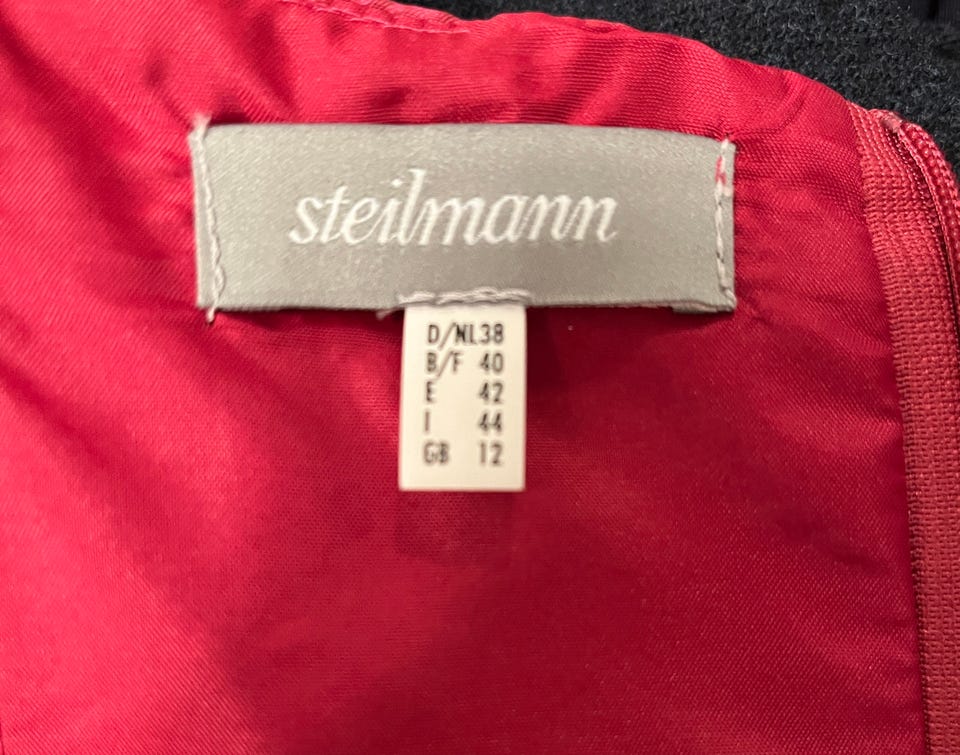 steilmann
D/NL38
B/F 40
E 42
I 44
GB 12